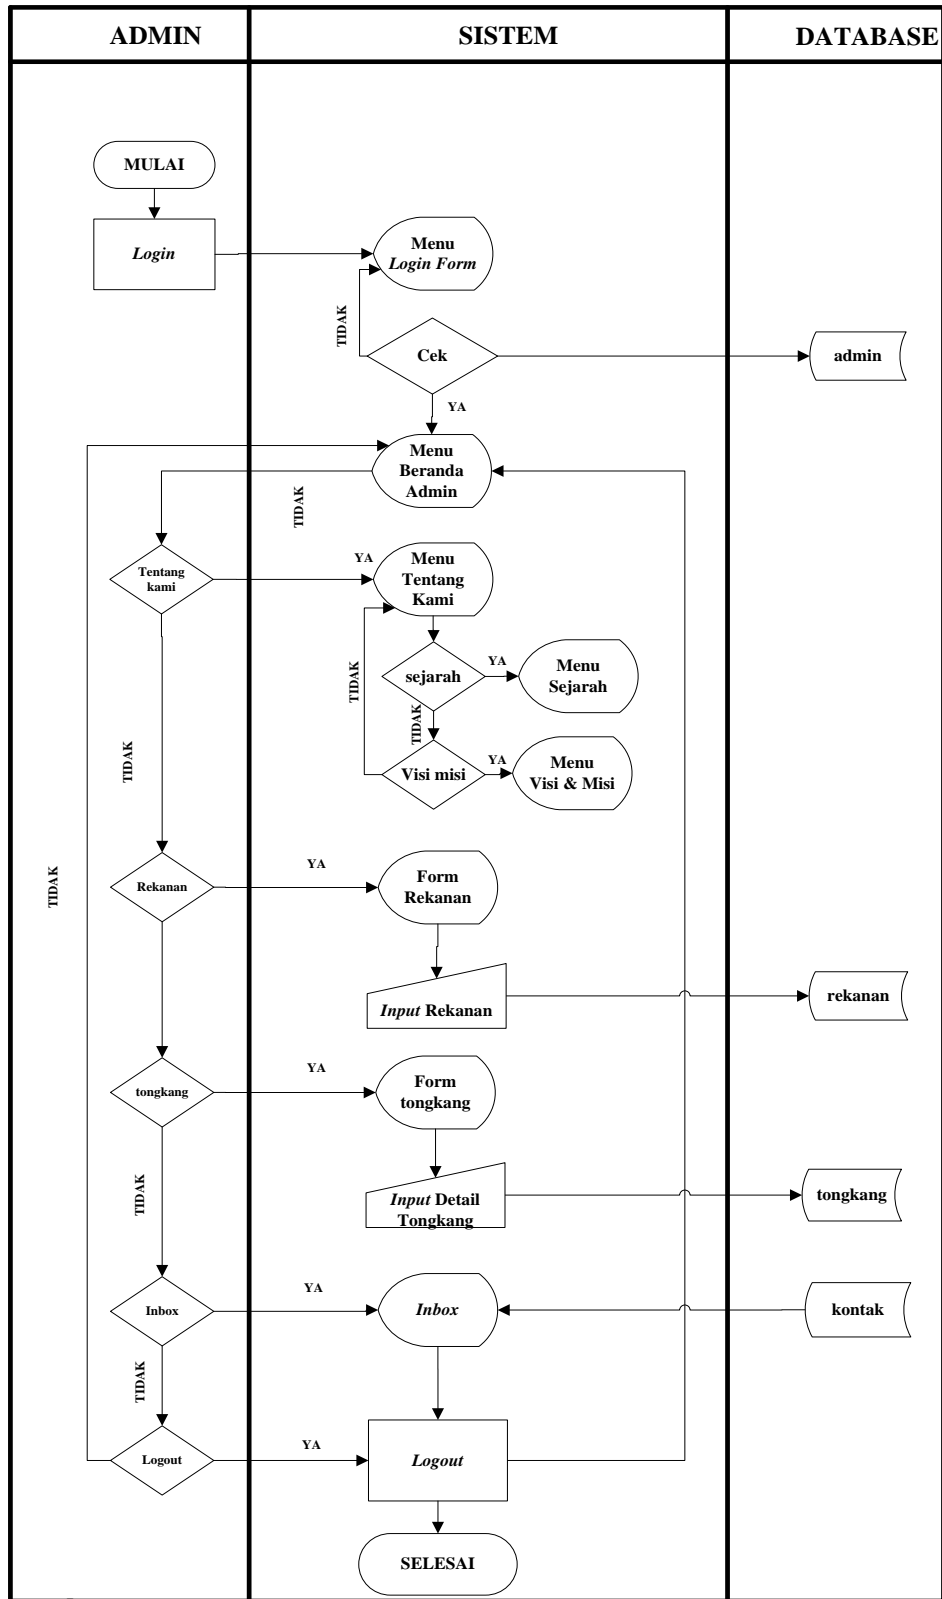 ADMIN
SISTEM
DATABASE
MULAI
Login
Menu
Login Form
TIDAK
Cek
admin
YA
Menu
Beranda
Admin
TIDAK
Tentang
kami
YA
Menu
Tentang
Kami
TIDAK
sejarah
YA
Menu
Sejarah
TIDAK
Visi misi
YA
Menu
Visi & Misi
TIDAK
TIDAK
Rekanan
YA
Form
Rekanan
Input Rekanan
rekanan
tongkang
YA
Form
tongkang
TIDAK
Input Detail
Tongkang
tongkang
Inbox
YA
Inbox
kontak
TIDAK
Logout
YA
Logout
SELESAI